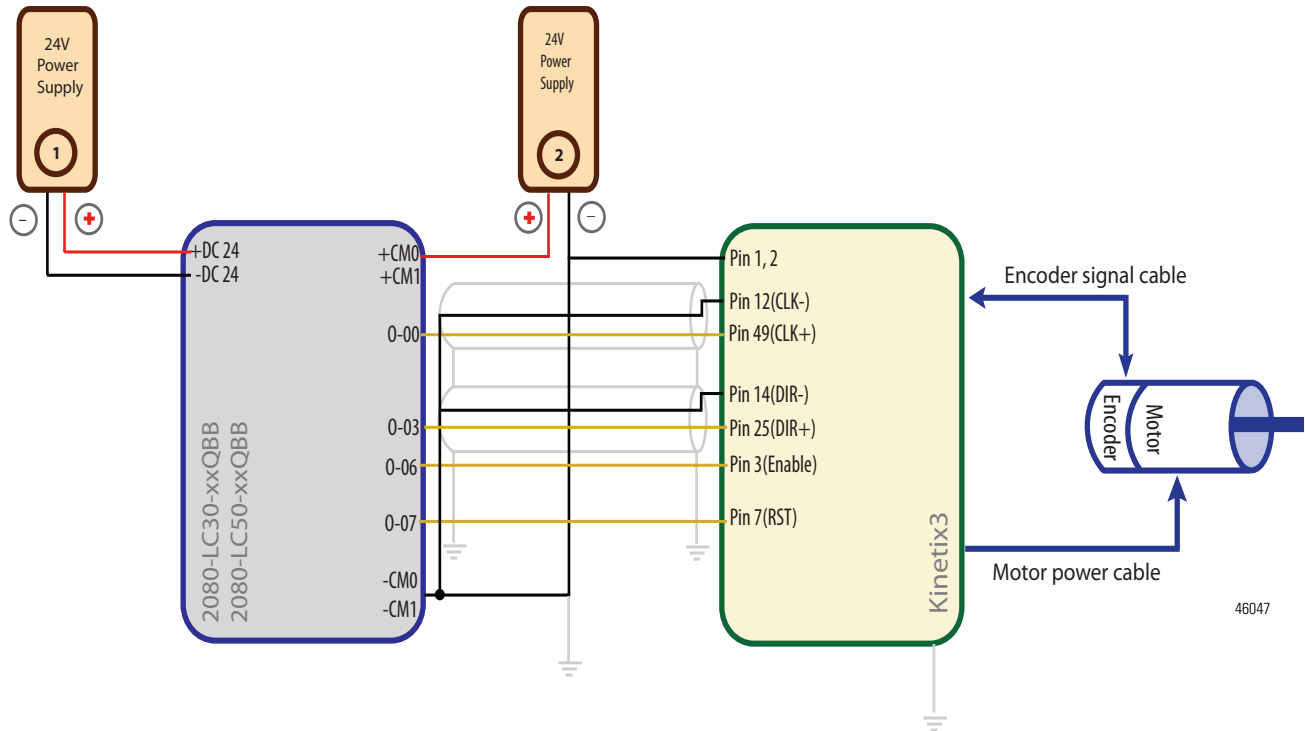 24V
Power
Supply
1
24V
Power
Supply
2
−
+
+
−
+DC 24
-DC 24
+CM0
+CM1
0-00
0-03
0-06
0-07
-CM0
-CM1
2080-LC30-xxQBB
2080-LC50-xxQBB
Pin 1, 2
Pin 12(CLK-)
Pin 49(CLK+)
Pin 14(DIR-)
Pin 25(DIR+)
Pin 3(Enable)
Pin 7(RST)
Kinetix3
Encoder signal cable
Encoder
Motor
Motor power cable
46047